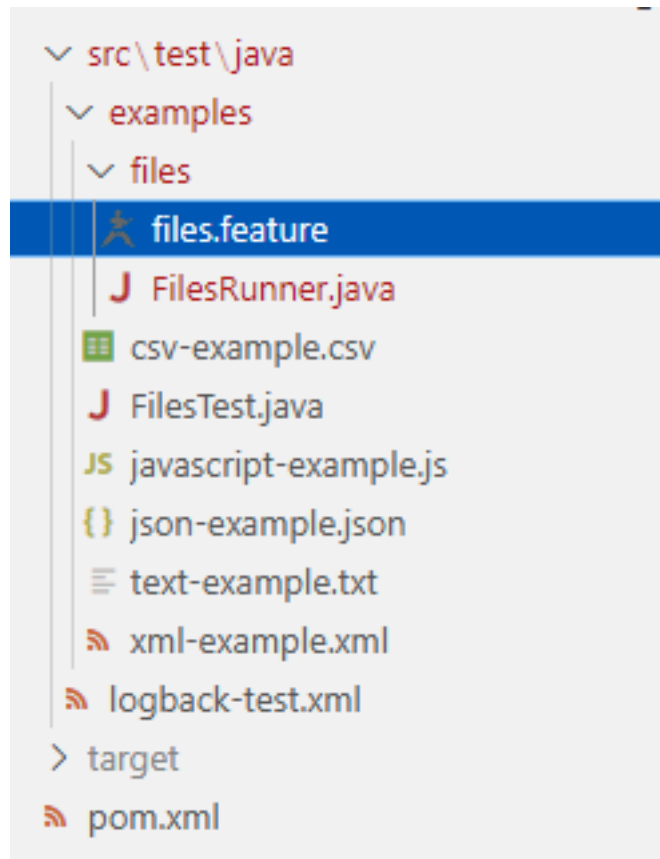 src\test\java
examples
files
files.feature
J FilesRunner.java
csv-example.csv
J FilesTest.java
JS javascript-example.js
{} json-example.json
text-example.txt
xml-example.xml
logback-test.xml
target
pom.xml